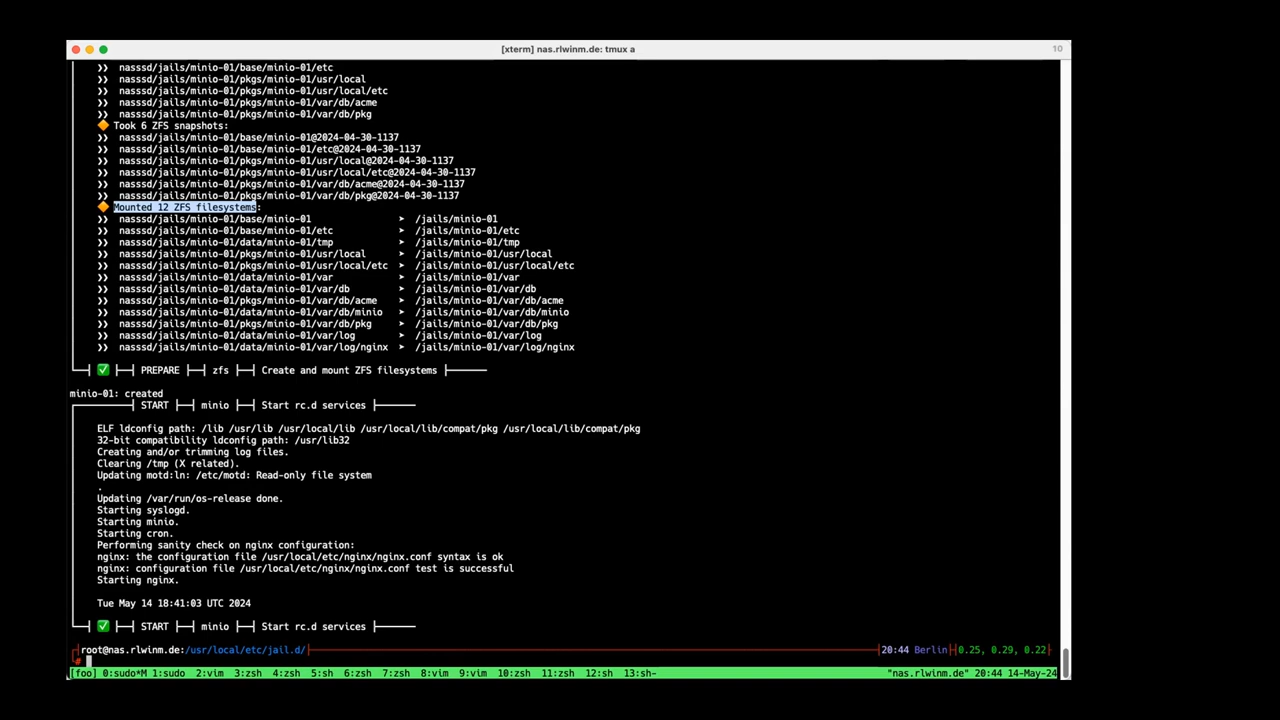 [xterm] nas.rlwinm.de: tmux a
10
❯❯ nasssd/jails/minio-01/base/minio-01/etc
❯❯ nasssd/jails/minio-01/pkgs/minio-01/usr/local
❯❯ nasssd/jails/minio-01/pkgs/minio-01/usr/local/etc
❯❯ nasssd/jails/minio-01/pkgs/minio-01/var/db/acme
❯❯ nasssd/jails/minio-01/pkgs/minio-01/var/db/pkg
🔶 Took 6 ZFS snapshots:
❯❯ nasssd/jails/minio-01/base/minio-01@2024-04-30-1137
❯❯ nasssd/jails/minio-01/base/minio-01/etc@2024-04-30-1137
❯❯ nasssd/jails/minio-01/pkgs/minio-01/usr/local@2024-04-30-1137
❯❯ nasssd/jails/minio-01/pkgs/minio-01/usr/local/etc@2024-04-30-1137
❯❯ nasssd/jails/minio-01/pkgs/minio-01/var/db/acme@2024-04-30-1137
❯❯ nasssd/jails/minio-01/pkgs/minio-01/var/db/pkg@2024-04-30-1137
🔶 Mounted 12 ZFS filesystems:
❯❯ nasssd/jails/minio-01/base/minio-01 ➤ /jails/minio-01
❯❯ nasssd/jails/minio-01/base/minio-01/etc ➤ /jails/minio-01/etc
❯❯ nasssd/jails/minio-01/data/minio-01/tmp ➤ /jails/minio-01/tmp
❯❯ nasssd/jails/minio-01/pkgs/minio-01/usr/local ➤ /jails/minio-01/usr/local
❯❯ nasssd/jails/minio-01/pkgs/minio-01/usr/local/etc ➤ /jails/minio-01/usr/local/etc
❯❯ nasssd/jails/minio-01/data/minio-01/var ➤ /jails/minio-01/var
❯❯ nasssd/jails/minio-01/data/minio-01/var/db ➤ /jails/minio-01/var/db
❯❯ nasssd/jails/minio-01/pkgs/minio-01/var/db/acme ➤ /jails/minio-01/var/db/acme
❯❯ nasssd/jails/minio-01/data/minio-01/var/db/minio ➤ /jails/minio-01/var/db/minio
❯❯ nasssd/jails/minio-01/pkgs/minio-01/var/db/pkg ➤ /jails/minio-01/var/db/pkg
❯❯ nasssd/jails/minio-01/data/minio-01/var/log ➤ /jails/minio-01/var/log
❯❯ nasssd/jails/minio-01/data/minio-01/var/log/nginx ➤ /jails/minio-01/var/log/nginx
└─┤ ✅ ├─┤ PREPARE ├─┤ zfs ├─┤ Create and mount ZFS filesystems ├──────
minio-01: created
┌─────────┤ START ├─┤ minio ├─┤ Start rc.d services ├──────
ELF ldconfig path: /lib /usr/lib /usr/local/lib /usr/local/lib/compat/pkg /usr/local/lib/compat/pkg
32-bit compatibility ldconfig path: /usr/lib32
Creating and/or trimming log files.
Clearing /tmp (X related).
Updating motd:ln: /etc/motd: Read-only file system
.
Updating /var/run/os-release done.
Starting syslogd.
Starting minio.
Starting cron.
Performing sanity check on nginx configuration:
nginx: the configuration file /usr/local/etc/nginx/nginx.conf syntax is ok
nginx: configuration file /usr/local/etc/nginx/nginx.conf test is successful
Starting nginx.
Tue May 14 18:41:03 UTC 2024
└─┤ ✅ ├─┤ START ├─┤ minio ├─┤ Start rc.d services ├──────
root@nas.rlwinm.de:/usr/local/etc/jail.d/ 20:44 Berlin 0.25, 0.29, 0.22
#
[foo] 0:sudo*M 1:sudo 2:vim 3:zsh 4:zsh 5:sh 6:zsh 7:zsh 8:vim 9:vim 10:zsh 11:zsh 12:sh 13:sh- "nas.rlwinm.de" 20:44 14-May-24